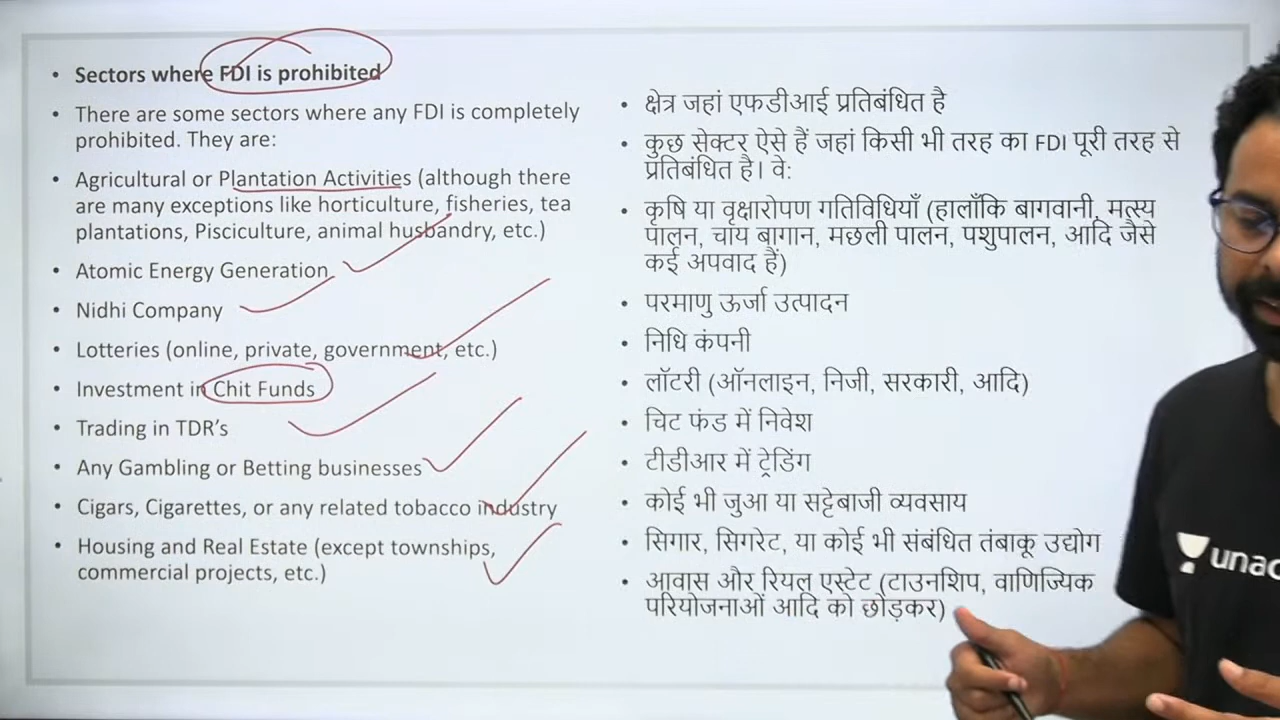 • Sectors where FDI is prohibited
• There are some sectors where any FDI is completely
prohibited. They are:
• Agricultural or Plantation Activities (although there
are many exceptions like horticulture, fisheries, tea
plantations, Pisciculture, animal husbandry, etc.)
• Atomic Energy Generation
• Nidhi Company
• Lotteries (online, private, government, etc.)
• Investment in Chit Funds
• Trading in TDR’s
• Any Gambling or Betting businesses
• Cigars, Cigarettes, or any related tobacco industry
• Housing and Real Estate (except townships,
commercial projects, etc.)
• क्षेत्र जहां एफडीआई प्रतिबंधित है
• कुछ सेक्टर ऐसे हैं जहां किसी भी तरह का FDI पूरी तरह से
प्रतिबंधित है। वे:
• कृषि या वृक्षारोपण गतिविधियाँ (हालाँकि बागवानी, मत्स्य
पालन, चाय बागान, मछली पालन, पशुपालन, आदि जैसे
कई अपवाद हैं)
• परमाणु ऊर्जा उत्पादन
• निधि कंपनी
• लॉटरी (ऑनलाइन, निजी, सरकारी, आदि)
• चिट फंड में निवेश
• टीडीआर में ट्रेडिंग
• कोई भी जुआ या सट्टेबाजी व्यवसाय
• सिगार, सिगरेट, या कोई भी संबंधित तंबाकू उद्योग
• आवास और रियल एस्टेट (टाउनशिप, वाणिज्यिक
परियोजनाओं आदि को छोड़कर)
unac